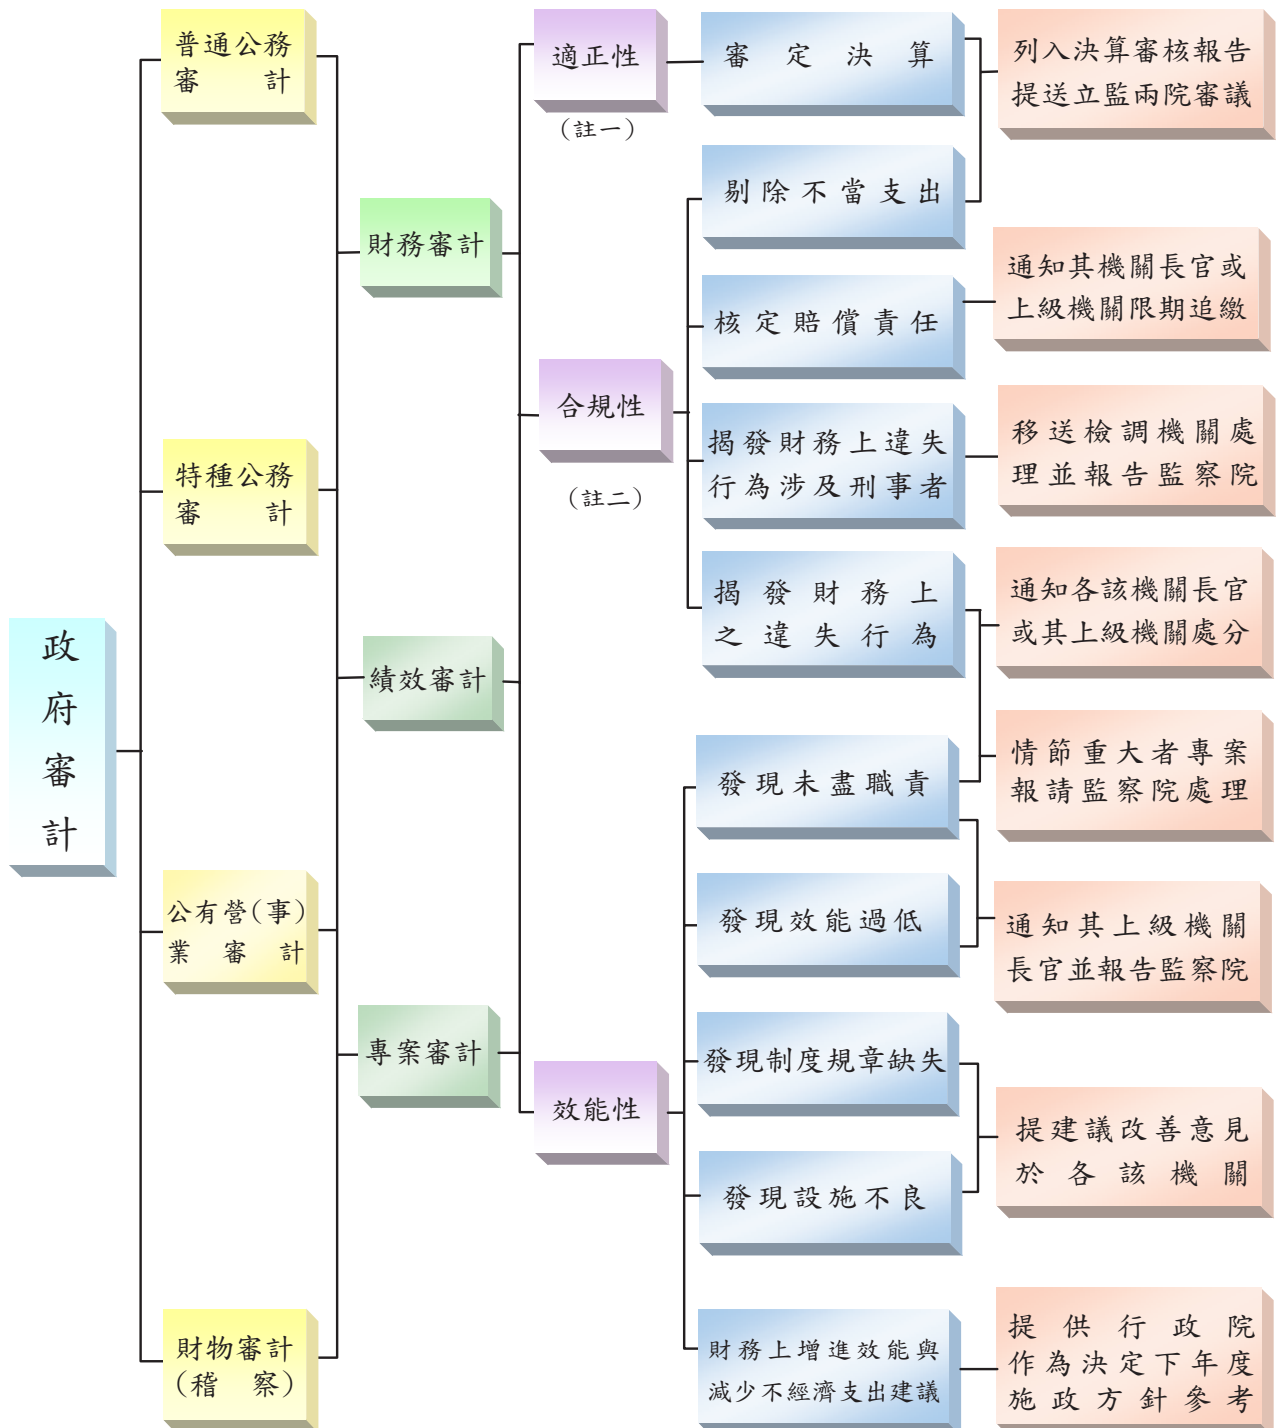 政府審計
普通公務
審計
特種公務
審計
公有營(事)
業審計
財物審計
(稽察)
財務審計
績效審計
專案審計
適正性
(註一)
合規性
(註二)
效能性
審定決算
剔除不當支出
核定賠償責任
揭發財務上違失
行為涉及刑事者
揭發財務上
之違失行為
發現未盡職責
發現效能過低
發現制度規章缺失
發現設施不良
財務上增進效能與
減少不經濟支出建議
列入決算審核報告
提送立監兩院審議
通知其機關長官或
上級機關限期追繳
移送檢調機關處
理並報告監察院
通知各該機關長官
或其上級機關處分
情節重大者專案
報請監察院處理
通知其上級機關
長官並報告監察院
提建議改善意見
於各該機關
提供行政院
作為決定下年度
施政方針參考